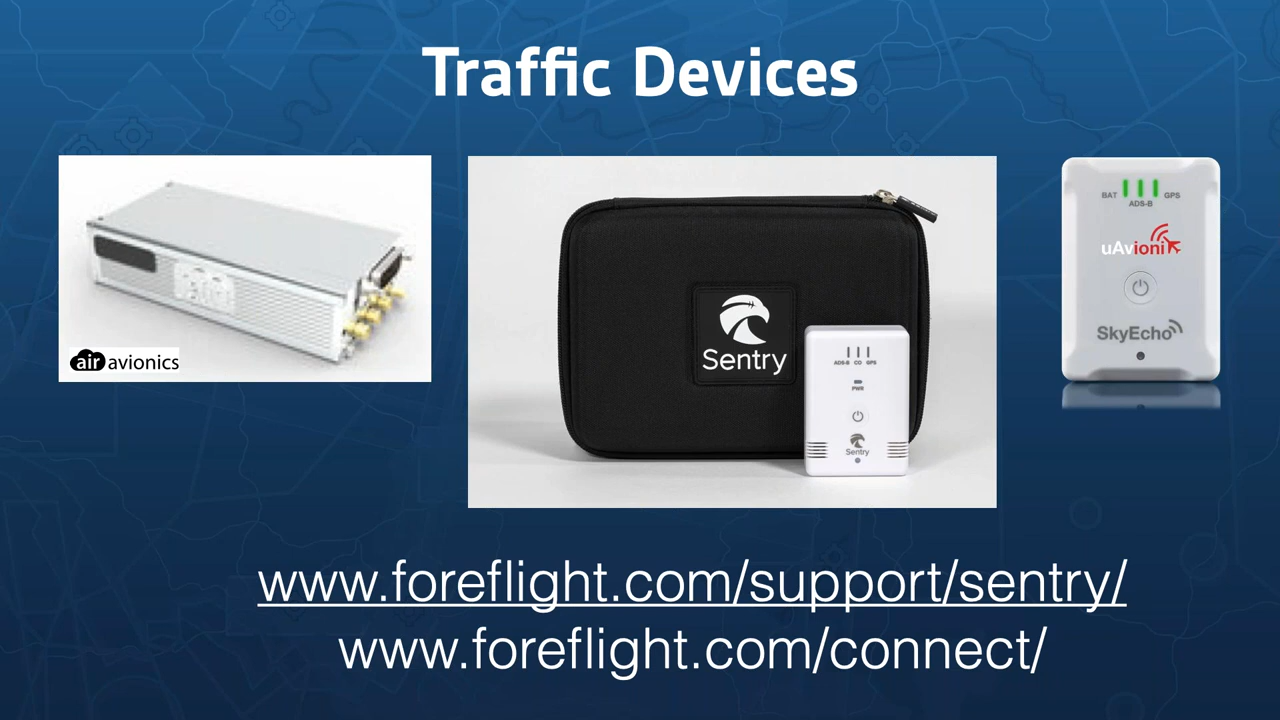 Traffic Devices
air avionics
Sentry
ADS-B CO GPS
PWR
Sentry
BAT GPS
ADS-B
uAvionix
SkyEcho
www.foreflight.com/support/sentry/
www.foreflight.com/connect/